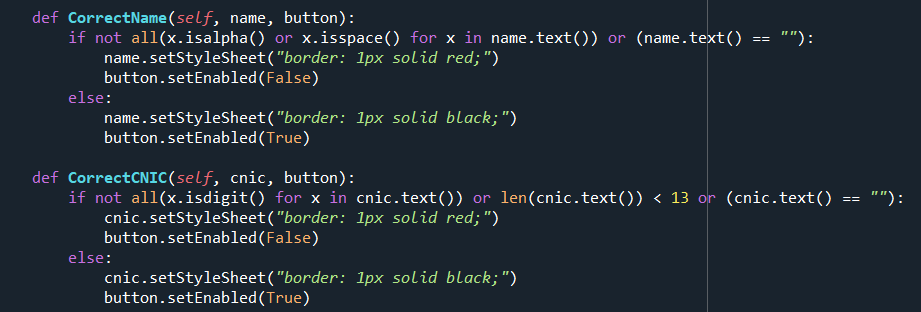 def CorrectName(self, name, button):
    if not all(x.isalpha() or x.isspace() for x in name.text()) or (name.text() == ""):
        name.setStyleSheet("border: 1px solid red;")
        button.setEnabled(False)
    else:
        name.setStyleSheet("border: 1px solid black;")
        button.setEnabled(True)

def CorrectCNIC(self, cnic, button):
    if not all(x.isdigit() for x in cnic.text()) or len(cnic.text()) < 13 or (cnic.text() == ""):
        cnic.setStyleSheet("border: 1px solid red;")
        button.setEnabled(False)
    else:
        cnic.setStyleSheet("border: 1px solid black;")
        button.setEnabled(True)